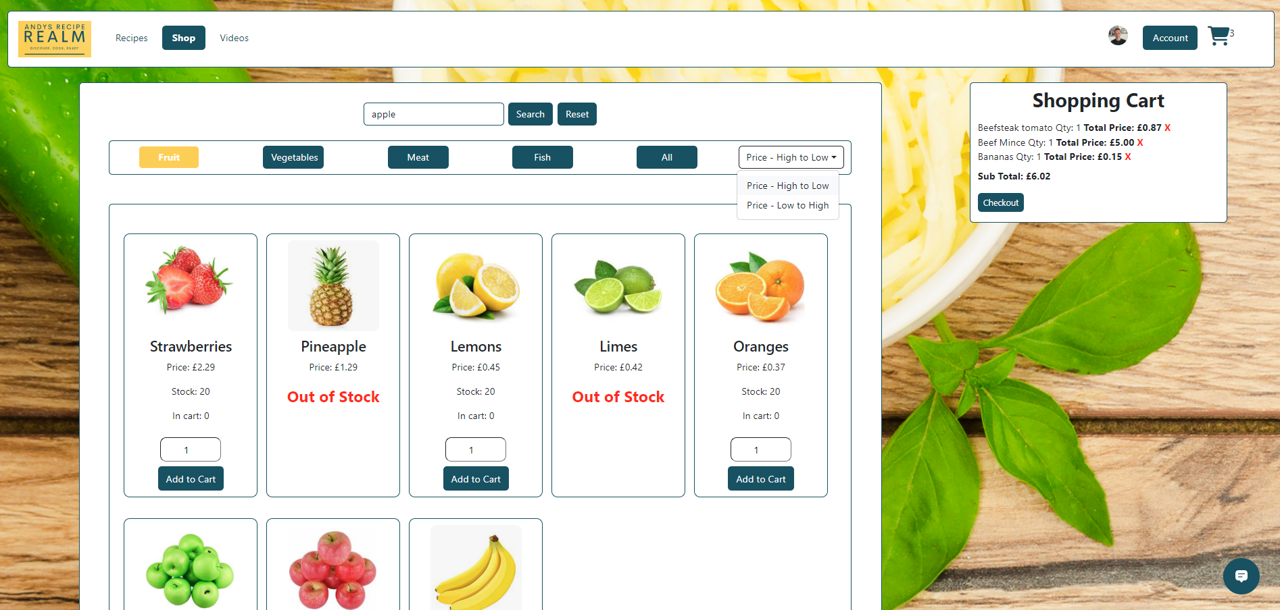 ANDYS RECIPE
REALM
DISCOVER. COOK. FEAST
Recipes
Shop
Videos
Account
3
apple
Search
Reset
Fruit
Vegetables
Meat
Fish
All
Price - High to Low
Price - High to Low
Price - Low to High
Strawberries
Price: £2.29
Stock: 20
In cart: 0
1
Add to Cart
Pineapple
Price: £1.29
Out of Stock
Lemons
Price: £0.45
Stock: 20
In cart: 0
1
Add to Cart
Limes
Price: £0.42
Out of Stock
Oranges
Price: £0.37
Stock: 20
In cart: 0
1
Add to Cart
Shopping Cart
Beefsteak tomato Qty: 1 Total Price: £0.87 X
Beef Mince Qty: 1 Total Price: £5.00 X
Bananas Qty: 1 Total Price: £0.15 X
Sub Total: £6.02
Checkout